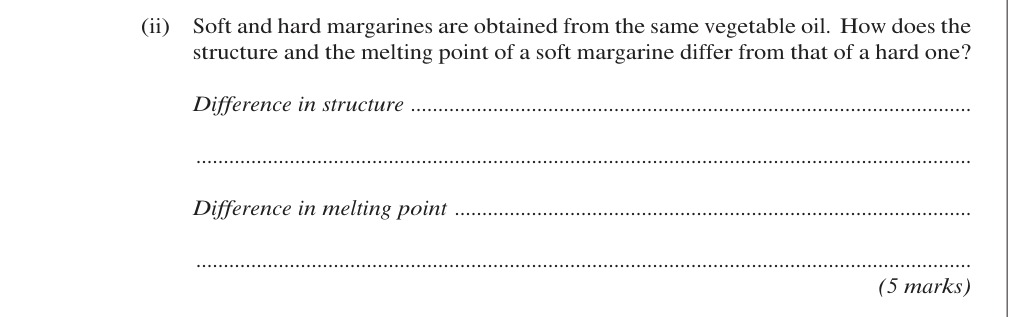 (ii) Soft and hard margarines are obtained from the same vegetable oil. How does the
structure and the melting point of a soft margarine differ from that of a hard one?
Difference in structure ................................................................................................
................................................................................................................................
Difference in melting point ........................................................................................
................................................................................................................................
(5 marks)